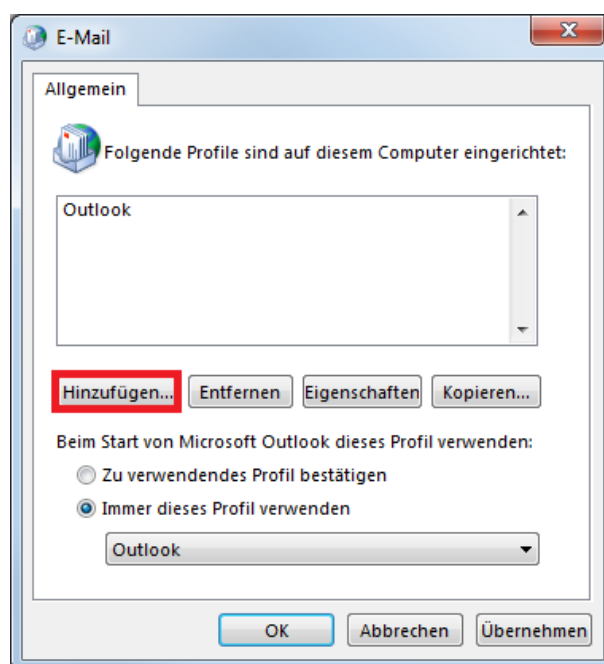 E-Mail
Allgemein
Folgende Profile sind auf diesem Computer eingerichtet:
Outlook
Hinzufügen... Entfernen Eigenschaften Kopieren...
Beim Start von Microsoft Outlook dieses Profil verwenden:
Zu verwendendes Profil bestätigen
Immer dieses Profil verwenden
Outlook
OK Abbrechen Übernehmen